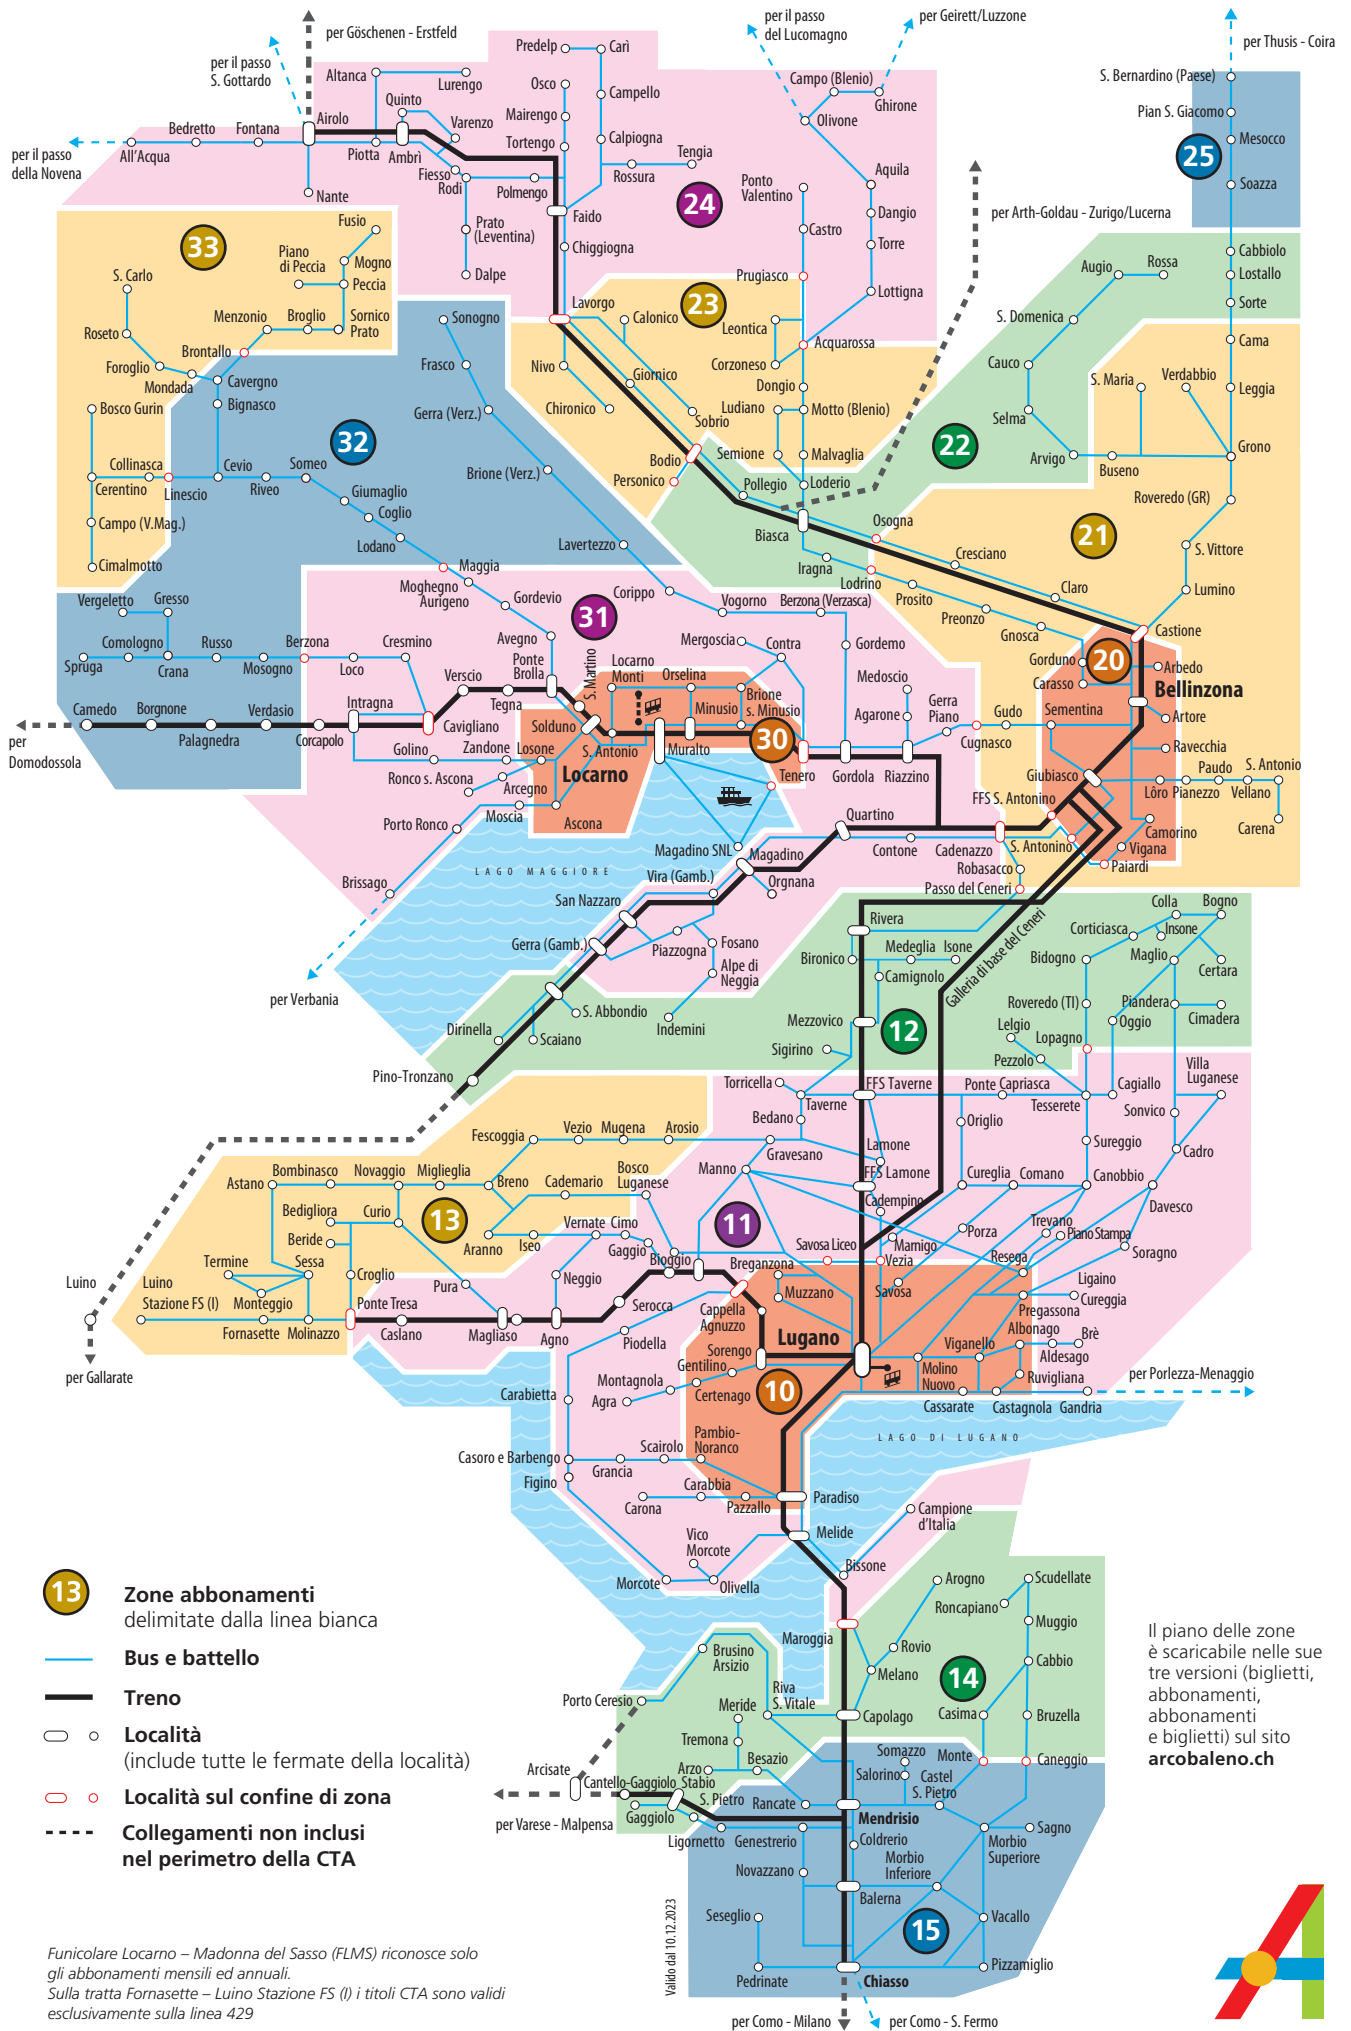 per Göschenen - Erstfeld
per il passo
S. Gottardo
per il passo
del Lucomagno
per Geirett/Luzzone
per Thusis - Coira
per il passo
della Novena
per Arth-Goldau - Zurigo/Lucerna
Predelp
Carì
Altanca
Lurengo
Osco
Campello
Campo (Blenio)
Ghirone
S. Bernardino (Paese)
Quinto
Airolo
Mairengo
Olivone
Pian S. Giacomo
Bedretto
Fontana
Varenzo
Tortengo
Calpiogna
Mesocco
25
All'Acqua
Piotta
Ambrì
Fiesso
Rodi
Tengia
Rossura
Aquila
Soazza
Nante
Polmengo
Ponto
Valentino
24
Faido
Dangio
Prato
(Leventina)
Castro
Torre
Fusio
33
Chiggiogna
Cabbiolo
Piano
di Peccia
Mogno
Dalpe
Prugiasco
Augio
Rossa
Lostallo
S. Carlo
Peccia
Lottigna
Sorte
Menzonio
Broglio
Sornico
Prato
Sonogno
Lavorgo
Calonico
23
Leontica
S. Domenica
Roseto
Acquarossa
Cama
Brontallo
Foroglio
Mondada
Cavergno
Frasco
Nivo
Giornico
Corzoneso
Cauco
S. Maria
Verdabbio
Dongio
Leggia
Bosco Gurin
Bignasco
Gerra (Verz.)
Chironico
Sobrio
Ludiano
Motto (Blenio)
Selma
22
32
Grono
Collinasca
Cevio
Someo
Brione (Verz.)
Bodio
Semione
Malvaglia
Arvigo
Buseno
Cerentino
Linescio
Riveo
Personico
Pollegio
Loderio
Roveredo (GR)
Giumaglio
Campo (V.Mag.)
Coglio
Biasca
Osogna
21
Lodano
Lavertezzo
Cresciano
S. Vittore
Cimalmotto
Maggia
Iragna
Lodrino
Claro
Lumino
Moghegno
Aurigeno
Corippo
Prosito
Vergeletto
Gresso
Gordevio
31
Vogorno
Berzona (Verzasca)
Preonzo
Gnosca
Castione
Comologno
Russo
Berzona
Cresmino
Avegno
Mergoscia
Contra
Gordemo
Spruga
Crana
Mosogno
Loco
Ponte
Brolla
S. Martino
Locarno
Monti
Orselina
Gorduno
20
Arbedo
Verscio
Medoscio
Carasso
Bellinzona
Camedo
Borgnone
Verdasio
Intragna
Tegna
Brione
s. Minusio
Gerra
Piano
Gudo
Sementina
Artore
Palagnedra
Corcapolo
Cavigliano
Solduno
Minusio
Agarone
Cugnasco
per
Domodossola
Golino
Zandone
Losone
S. Antonio
Muralto
30
Ravecchia
Ronco s. Ascona
Locarno
Tenero
Gordola
Riazzino
Giubiasco
Paudo
S. Antonio
Arcegno
FFS S. Antonino
Lôro
Pianezzo
Vellano
Moscia
Ascona
Quartino
Camorino
Carena
Porto Ronco
Magadino SNL
Magadino
Contone
Cadenazzo
S. Antonino
Vigana
LAGO MAGGIORE
Vira (Gamb.)
Orgnana
Robasacco
Paiardi
Brissago
San Nazzaro
Passo del Ceneri
Rivera
Colla
Bogno
Gerra (Gamb.)
Fosano
Medeglia
Isone
Galleria di base del Ceneri
Corticiasca
Insone
Piazzogna
Alpe di
Neggia
Bironico
Camignolo
Bidogno
Maglio
Certara
per Verbania
Indemini
S. Abbondio
Mezzovico
12
Roveredo (TI)
Piandera
Cimadera
Dirinella
Scaiano
Lelgio
Lopagno
Oggio
Sigirino
Pezzolo
Pino-Tronzano
Torricella
FFS Taverne
Ponte Capriasca
Cagiallo
Villa
Luganese
Taverne
Tesserete
Sonvico
Bedano
Origlio
Fescoggia
Vezio
Mugena
Arosio
Lamone
Sureggio
Gravesano
Cadro
Bombinasco
Novaggio
Miglieglia
Bosco
Luganese
Manno
FFS Lamone
Cureglia
Comano
Canobbio
Astano
Breno
Cademario
Cadempino
Davesco
Bedigliora
Curio
13
Vernate
Cimo
11
Porza
Trevano
Piano Stampa
Beride
Aranno
Iseo
Gaggio
Bioggio
Savosa Liceo
Mamigo
Resega
Soragno
Termine
Sessa
Breganzona
Vezia
Luino
Luino
Stazione FS (I)
Croglio
Pura
Neggio
Muzzano
Savosa
Ligaino
Cureggia
Monteggio
Ponte Tresa
Serocca
Cappella
Agnuzzo
Pregassona
Fornasette
Molinazzo
Caslano
Magliaso
Agno
Piodella
Lugano
Albonago
Brè
Sorengo
Viganello
Aldesago
per Gallarate
Gentilino
Molino
Nuovo
Ruvigliana
per Porlezza-Menaggio
Montagnola
Certenago
10
Carabietta
Agra
Cassarate
Castagnola
Gandria
LAGO DI LUGANO
Scairolo
Pambio-
Noranco
Casoro e Barbengo
Grancia
Figino
Carabbia
Paradiso
Carona
Pazzallo
Campione
d'Italia
Vico
Morcote
Melide
Bissone
Morcote
Olivella
Arogno
Scudellate
Roncapiano
Maroggia
Muggio
Brusino
Arsizio
Rovio
Cabbio
Melano
14
Riva
S. Vitale
Porto Ceresio
Meride
Capolago
Casima
Bruzella
Tremona
Somazzo
Monte
Caneggio
Arzo
Besazio
Salorino
Castel
S. Pietro
Arcisate
Cantello-Gaggiolo
Stabio
S. Pietro
Rancate
Mendrisio
per Varese - Malpensa
Gaggiolo
Ligornetto
Genestrerio
Coldrerio
Sagno
Morbio
Superiore
Novazzano
Morbio
Inferiore
Balerna
Seseglio
15
Vacallo
Pedrinate
Chiasso
Pizzamiglio
per Como - Milano
per Como - S. Fermo
Valido dal 10.12.2023
13
Zone abbonamenti
delimitate dalla linea bianca
Bus e battello
Treno
Località
(include tutte le fermate della località)
Località sul confine di zona
Collegamenti non inclusi
nel perimetro della CTA
Il piano delle zone
è scaricabile nelle sue
tre versioni (biglietti,
abbonamenti,
abbonamenti
e biglietti) sul sito
arcobaleno.ch
Funicolare Locarno – Madonna del Sasso (FLMS) riconosce solo
gli abbonamenti mensili ed annuali.
Sulla tratta Fornasette – Luino Stazione FS (I) i titoli CTA sono validi
esclusivamente sulla linea 429